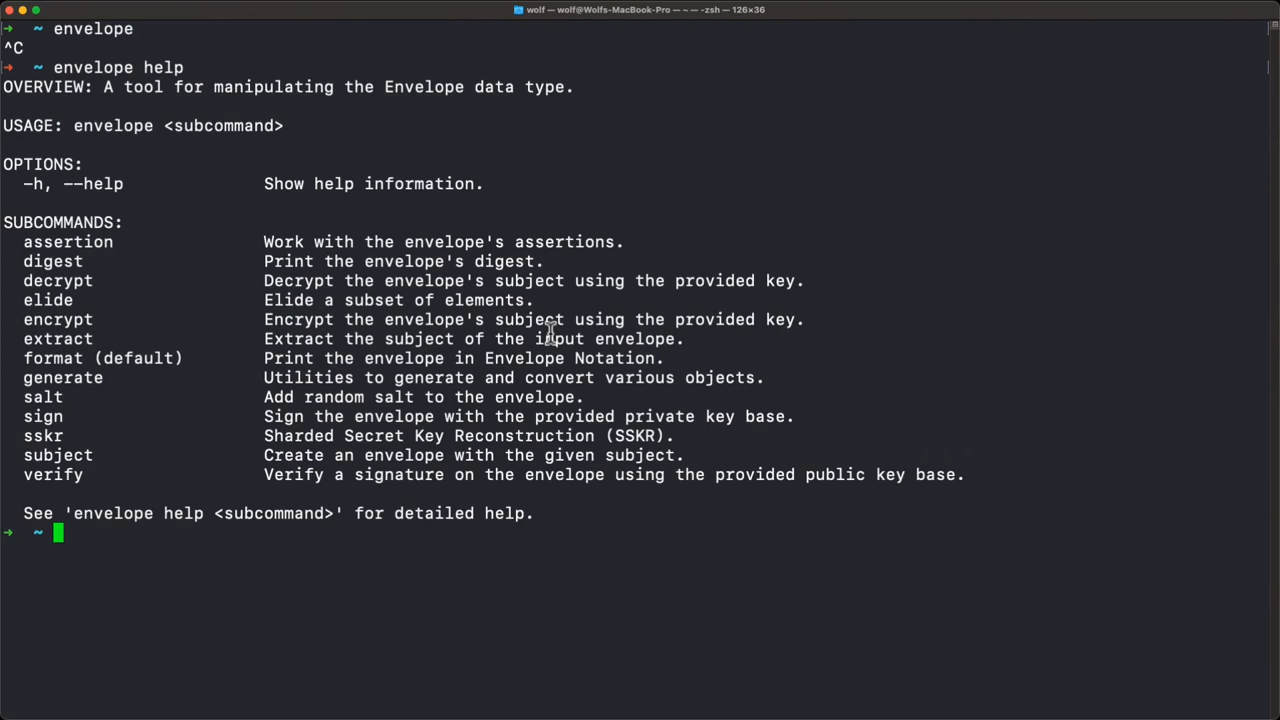 wolf — wolf@Wolfs-MacBook-Pro — ~ — -zsh — 126×36
➜ ~ envelope
^C
➜ ~ envelope help
OVERVIEW: A tool for manipulating the Envelope data type.
USAGE: envelope <subcommand>
OPTIONS:
-h, --help Show help information.
SUBCOMMANDS:
assertion Work with the envelope's assertions.
digest Print the envelope's digest.
decrypt Decrypt the envelope's subject using the provided key.
elide Elide a subset of elements.
encrypt Encrypt the envelope's subject using the provided key.
extract Extract the subject of the input envelope.
format (default) Print the envelope in Envelope Notation.
generate Utilities to generate and convert various objects.
salt Add random salt to the envelope.
sign Sign the envelope with the provided private key base.
sskr Sharded Secret Key Reconstruction (SSKR).
subject Create an envelope with the given subject.
verify Verify a signature on the envelope using the provided public key base.
See 'envelope help <subcommand>' for detailed help.
➜ ~